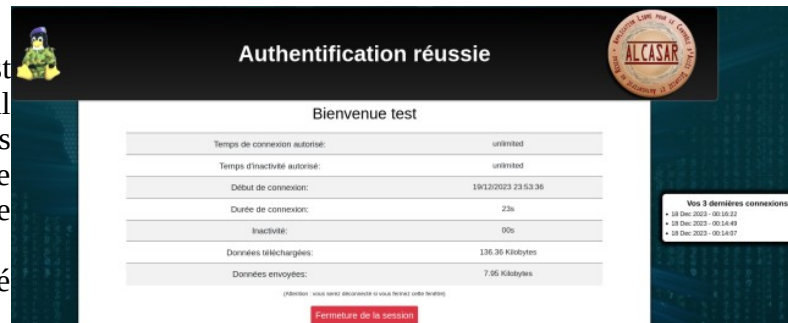 st
l
s
e
e
é
Authentification réussie
ALCASAR
Bienvenue test
Temps de connexion autorisé: unlimited
Temps d'inactivité autorisé: unlimited
Début de connexion: 19/12/2023 23:53:36
Durée de connexion: 23s
Inactivité: 00s
Données téléchargées: 136.36 Kilobytes
Données envoyées: 7.95 Kilobytes
(Attention : vous serez déconnecté si vous fermez cette fenêtre)
Fermeture de la session
Vos 3 dernières connexions
18 Dec 2023 - 00:16:22
18 Dec 2023 - 00:14:49
18 Dec 2023 - 00:14:07